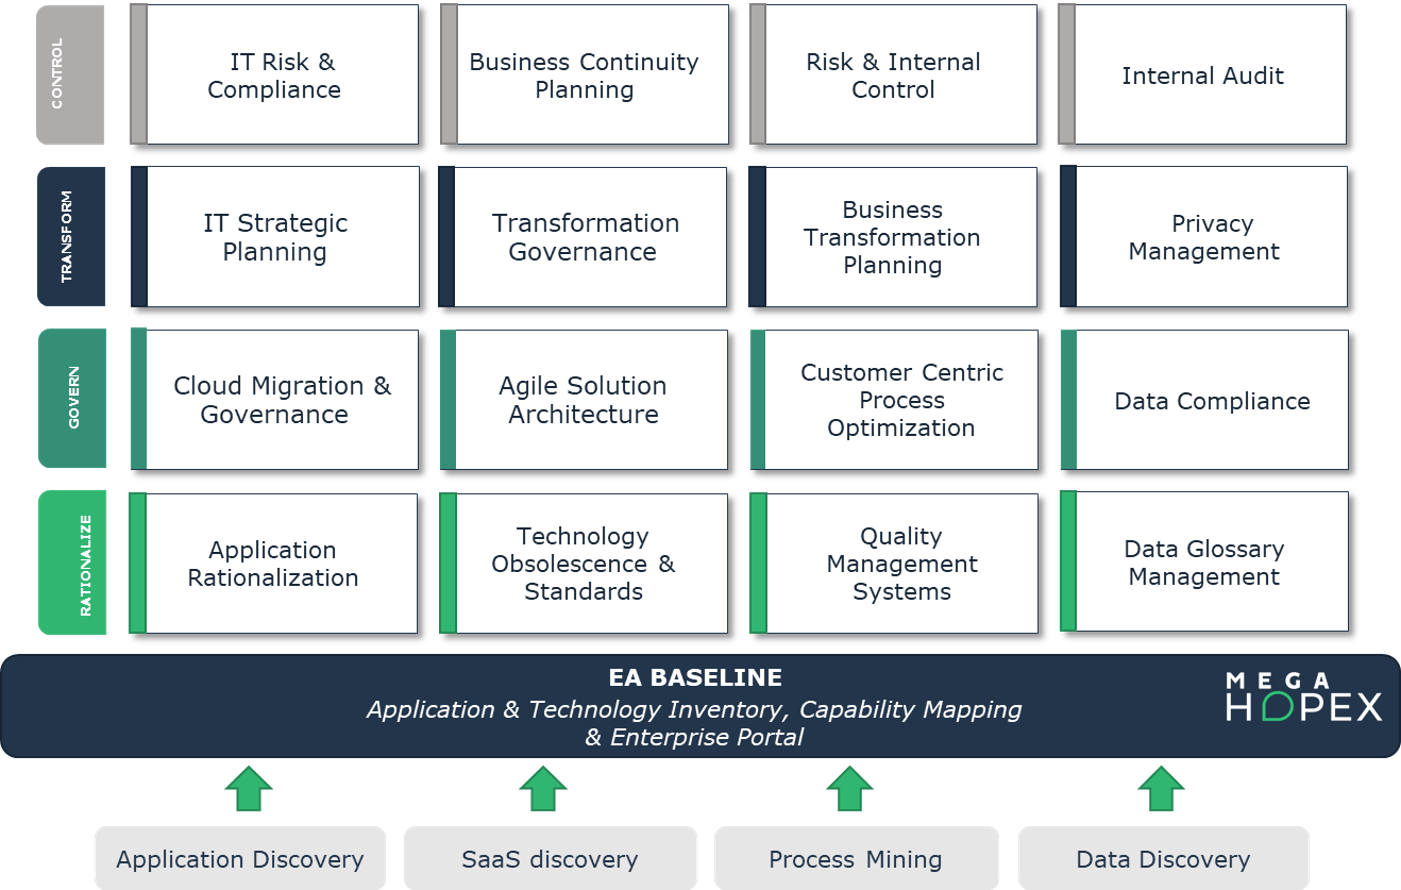 CONTROL
IT Risk &
Compliance
Business Continuity
Planning
Risk & Internal
Control
Internal Audit
TRANSFORM
IT Strategic
Planning
Transformation
Governance
Business
Transformation
Planning
Privacy
Management
GOVERN
Cloud Migration &
Governance
Agile Solution
Architecture
Customer Centric
Process
Optimization
Data Compliance
RATIONALIZE
Application
Rationalization
Technology
Obsolescence &
Standards
Quality
Management
Systems
Data Glossary
Management
EA BASELINE
Application & Technology Inventory, Capability Mapping
& Enterprise Portal
MEGA
HOPEX
Application Discovery
SaaS discovery
Process Mining
Data Discovery